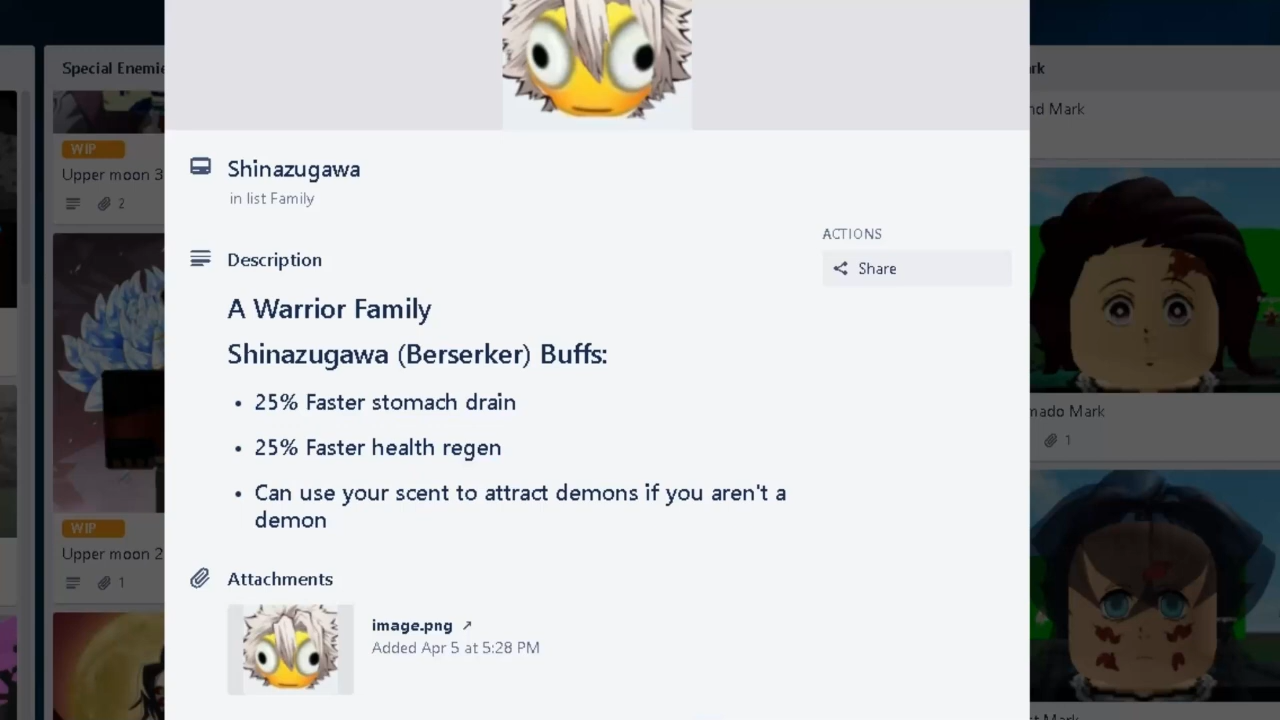 Special Enemie
WIP
Upper moon 3
2
WIP
Upper moon 2
1
Shinazugawa
in list Family
Description
A Warrior Family
Shinazugawa (Berserker) Buffs:
• 25% Faster stomach drain
• 25% Faster health regen
• Can use your scent to attract demons if you aren't a
demon
Attachments
image.png ↗
Added Apr 5 at 5:28 PM
ACTIONS
Share
rk
nd Mark
mado Mark
1
Mark